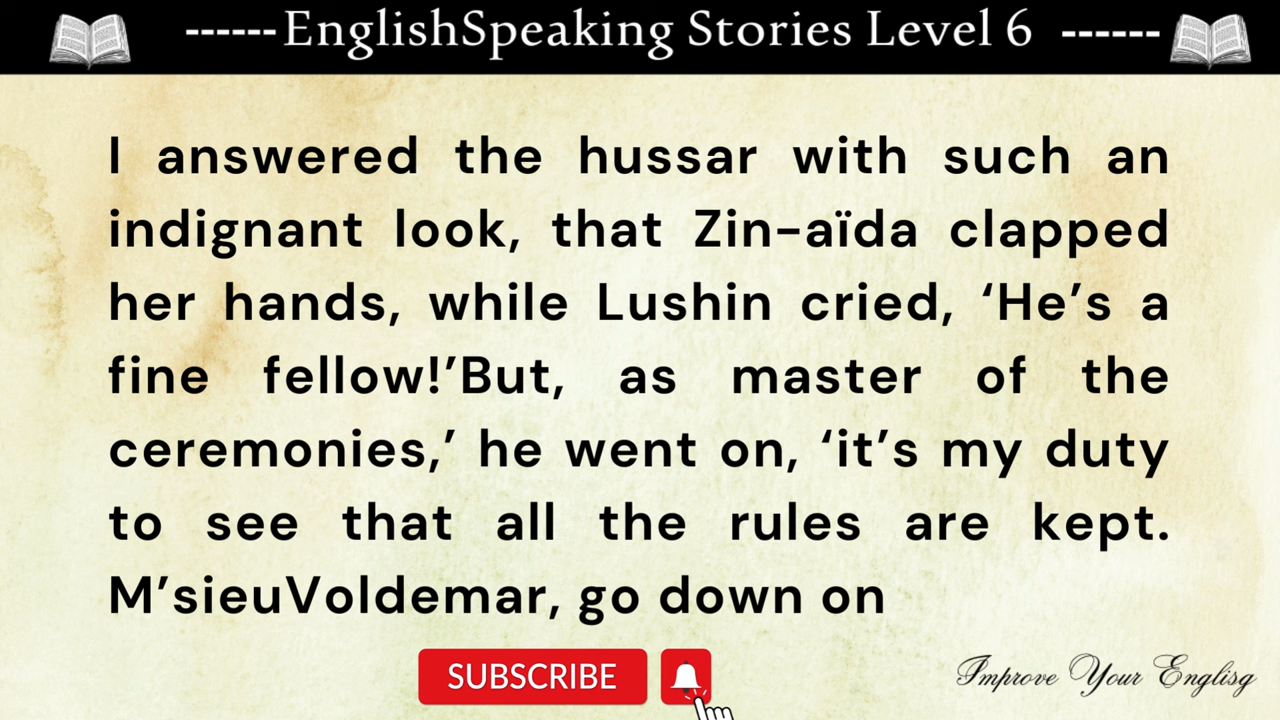 ------EnglishSpeaking Stories Level 6 ------
I answered the hussar with such an
indignant look, that Zin-aïda clapped
her hands, while Lushin cried, ‘He’s a
fine fellow!’But, as master of the
ceremonies,’ he went on, ‘it’s my duty
to see that all the rules are kept.
M’sieuVoldemar, go down on
SUBSCRIBE
Improve Your Englisg